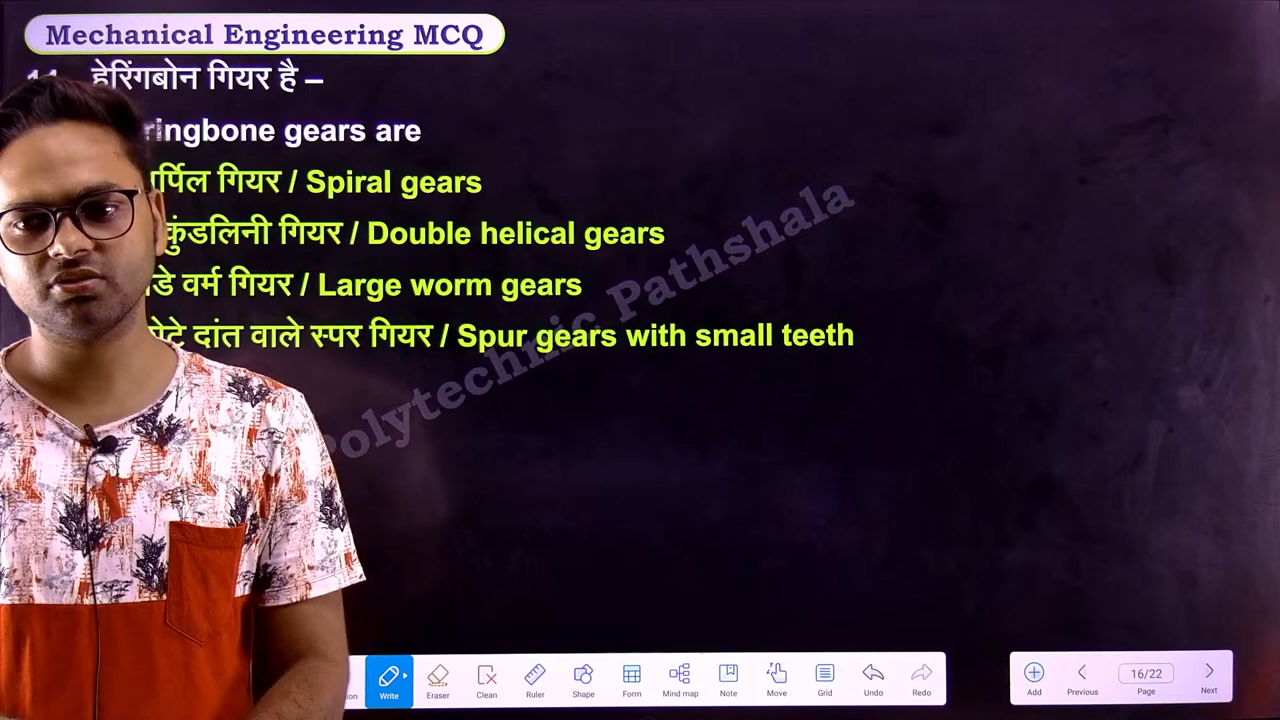 Mechanical Engineering MCQ
हेरिंगबोन गियर है –
ringbone gears are
र्पिल गियर / Spiral gears
कुंडलिनी गियर / Double helical gears
डे वर्म गियर / Large worm gears
ोटे दांत वाले स्पर गियर / Spur gears with small teeth
Polytechnic Pathshala
Write
Eraser
Clean
Ruler
Shape
Form
Mind map
Note
Move
Grid
Undo
Redo
Add
Previous
16/22
Page
Next